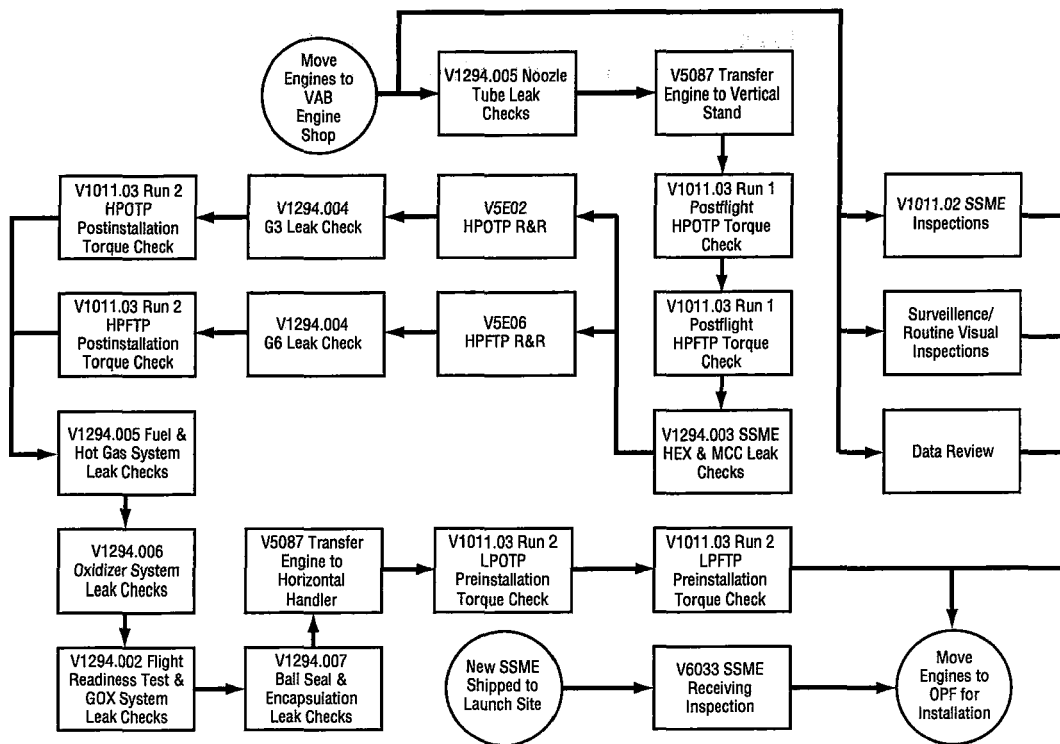 Move
Engines to
VAB
Engine
Shop
V1294.005 Noozle
Tube Leak
Checks
V5087 Transfer
Engine to Vertical
Stand
V1011.03 Run 2
HPOTP
Postinstallation
Torque Check
V1294.004
G3 Leak Check
V5E02
HPOTP R&R
V1011.03 Run 1
Postflight
HPOTP Torque
Check
V1011.02 SSME
Inspections
V1011.03 Run 2
HPFTP
Postinstallation
Torque Check
V1294.004
G6 Leak Check
V5E06
HPFTP R&R
V1011.03 Run 1
Postflight
HPFTP Torque
Check
Surveillence/
Routine Visual
Inspections
V1294.005 Fuel &
Hot Gas System
Leak Checks
V1294.003 SSME
HEX & MCC Leak
Checks
Data Review
V1294.006
Oxidizer System
Leak Checks
V5087 Transfer
Engine to
Horizontal
Handler
V1011.03 Run 2
LPOTP
Preinstallation
Torque Check
V1011.03 Run 2
LPFTP
Preinstallation
Torque Check
V1294.002 Flight
Readiness Test &
GOX System
Leak Checks
V1294.007
Ball Seal &
Encapsulation
Leak Checks
New SSME
Shipped to
Launch Site
V6033 SSME
Receiving
Inspection
Move
Engines to
OPF for
Installation